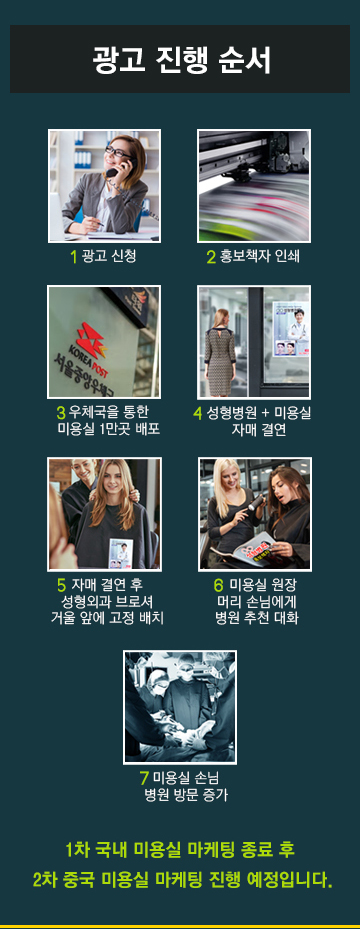 광고 진행 순서
1 광고 신청
2 홍보책자 인쇄
KOREA POST
서울중앙우체국
3 우체국을 통한
미용실 1만곳 배포
4 성형병원 + 미용실
자매 결연
5 자매 결연 후
성형외과 브로셔
거울 앞에 고정 배치
6 미용실 원장
머리 손님에게
병원 추천 대화
7 미용실 손님
병원 방문 증가
1차 국내 미용실 마케팅 종료 후
2차 중국 미용실 마케팅 진행 예정입니다.